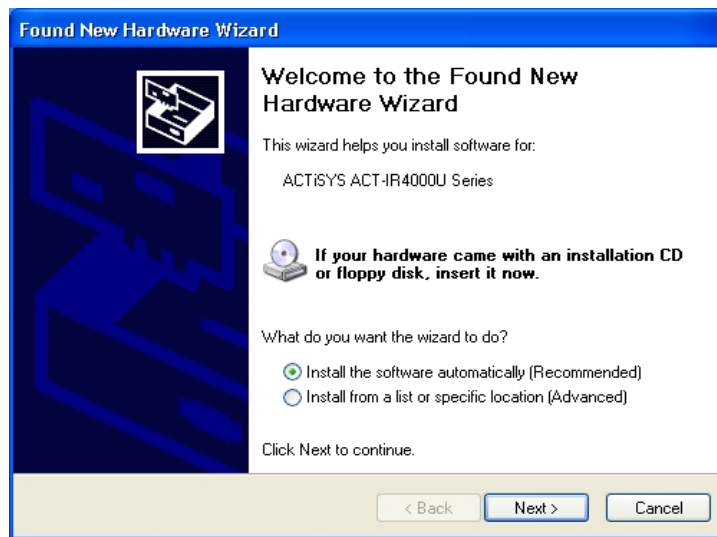 Found New Hardware Wizard
Welcome to the Found New
Hardware Wizard
This wizard helps you install software for:
ACTiSYS ACT-IR4000U Series
If your hardware came with an installation CD
or floppy disk, insert it now.
What do you want the wizard to do?
Install the software automatically (Recommended)
Install from a list or specific location (Advanced)
Click Next to continue.
< Back Next > Cancel